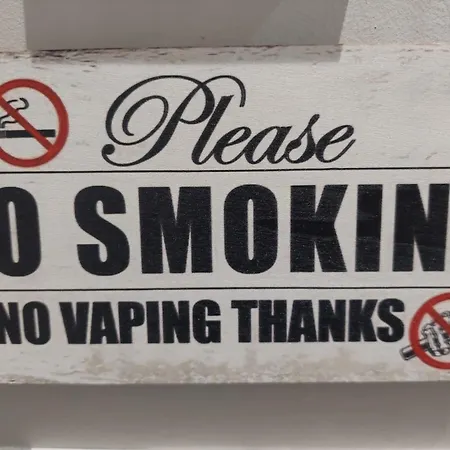 Please
O SMOKIN
NO VAPING THANKS